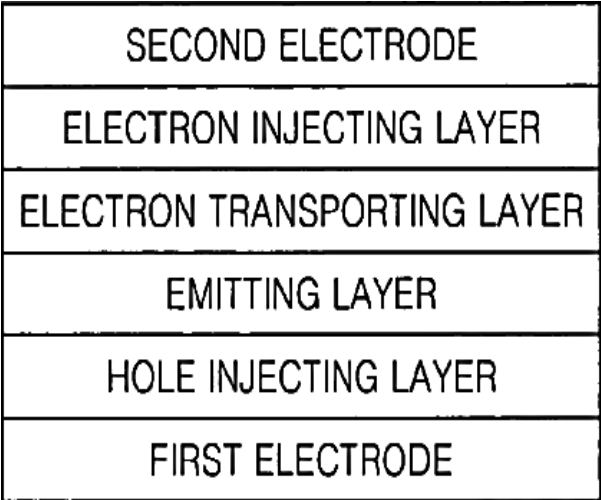 SECOND ELECTRODE
ELECTRON INJECTING LAYER
ELECTRON TRANSPORTING LAYER
EMITTING LAYER
HOLE INJECTING LAYER
FIRST ELECTRODE